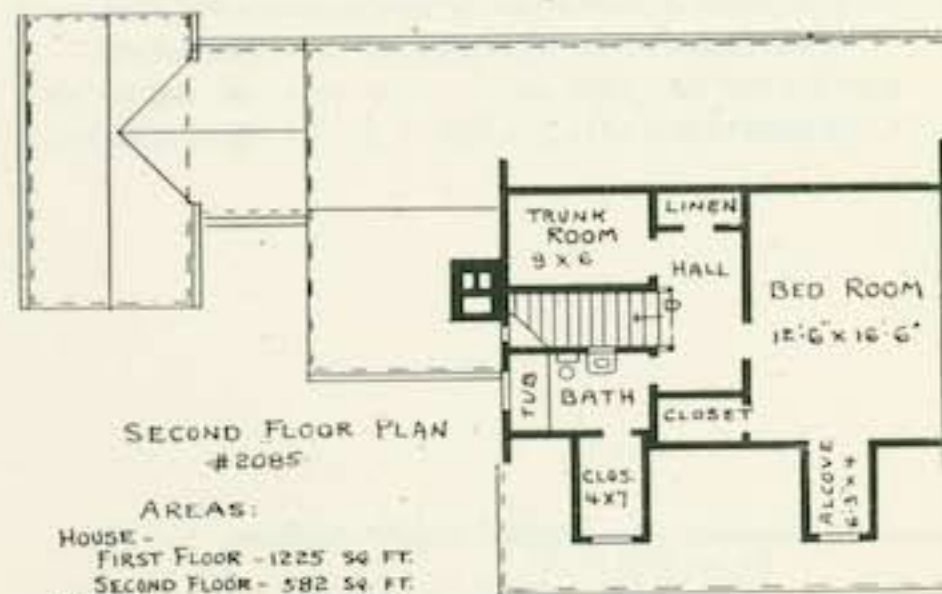 LINEN
TRUNK
ROOM
9 X 6
HALL
BED ROOM
12'-6" X 16'-6"
D
TUB
BATH
CLOSET
CLOS.
4X7
ALCOVE
SECOND FLOOR PLAN
#2085
AREAS:
HOUSE -
FIRST FLOOR - 1225 SQ. FT.
SECOND FLOOR - 582 SQ. FT.